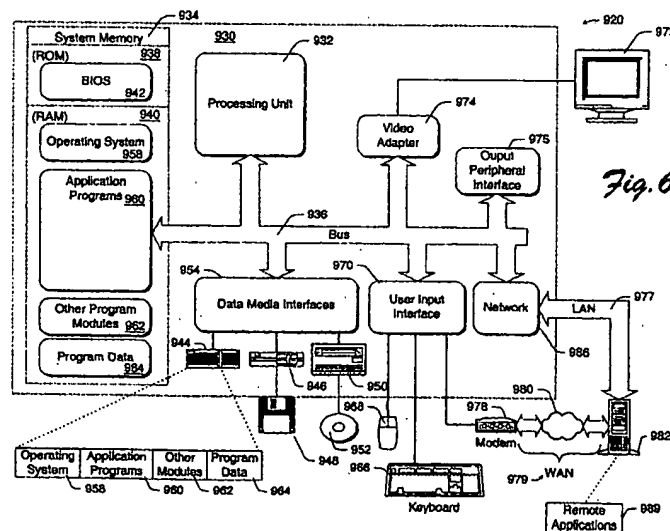 934
920
System Memory
(ROM) 938
BIOS
942
(RAM) 940
Operating System
958
Application
Programs 960
Other Program
Modules 962
Program Data
964
930
932
Processing Unit
974
Video
Adapter
975
Ouput
Peripheral
Interface
Fig. 6
936
Bus
954
Data Media Interfaces
970
User Input
Interface
Network
986
LAN
977
944
946
950
948
952
968
966
Keyboard
978
Modem
980
WAN
979
982
Remote
Applications
989
Operating
System
Application
Programs
Other
Modules
Program
Data
958
960
962
964